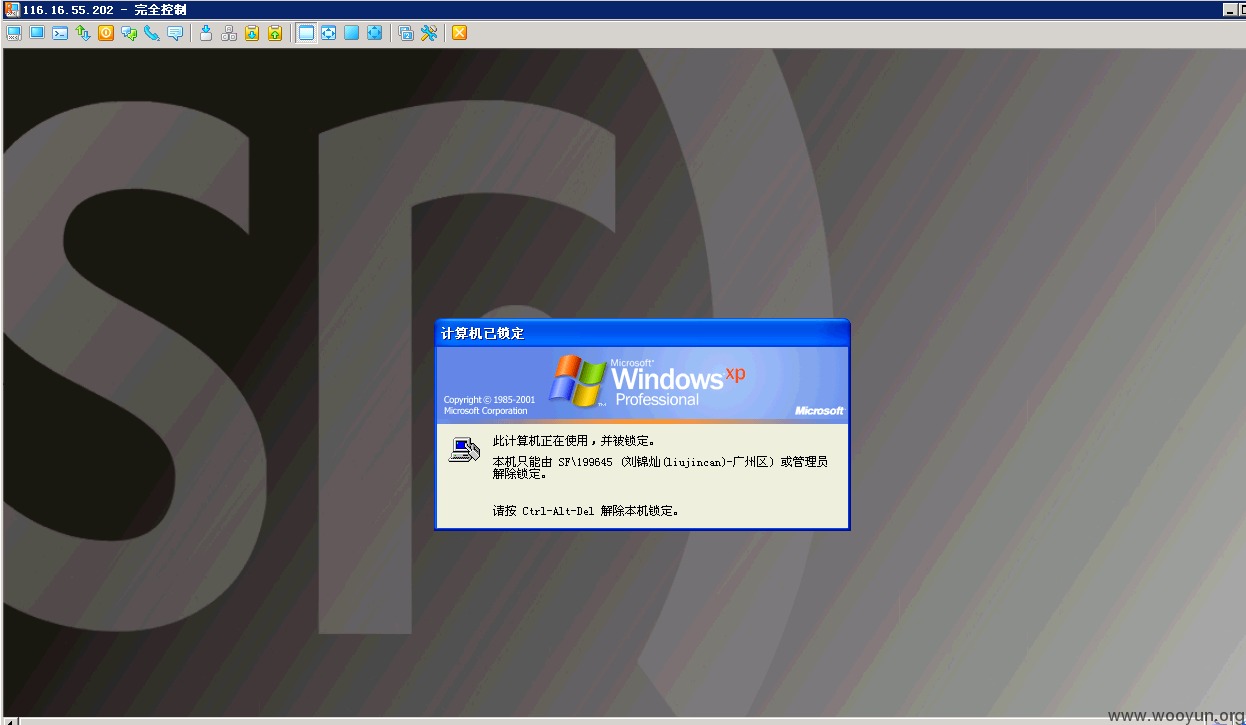 116.16.55.202 - 完全控制
sr
计算机已锁定
Microsoft®
Windows xp
Professional
Copyright © 1985-2001
Microsoft Corporation
Microsoft
此计算机正在使用，并被锁定。
本机只能由 SF\199645 (刘锦灿(liujincan)-广州区) 或管理员
解除锁定。
请按 Ctrl-Alt-Del 解除本机锁定。
www.wooyun.org